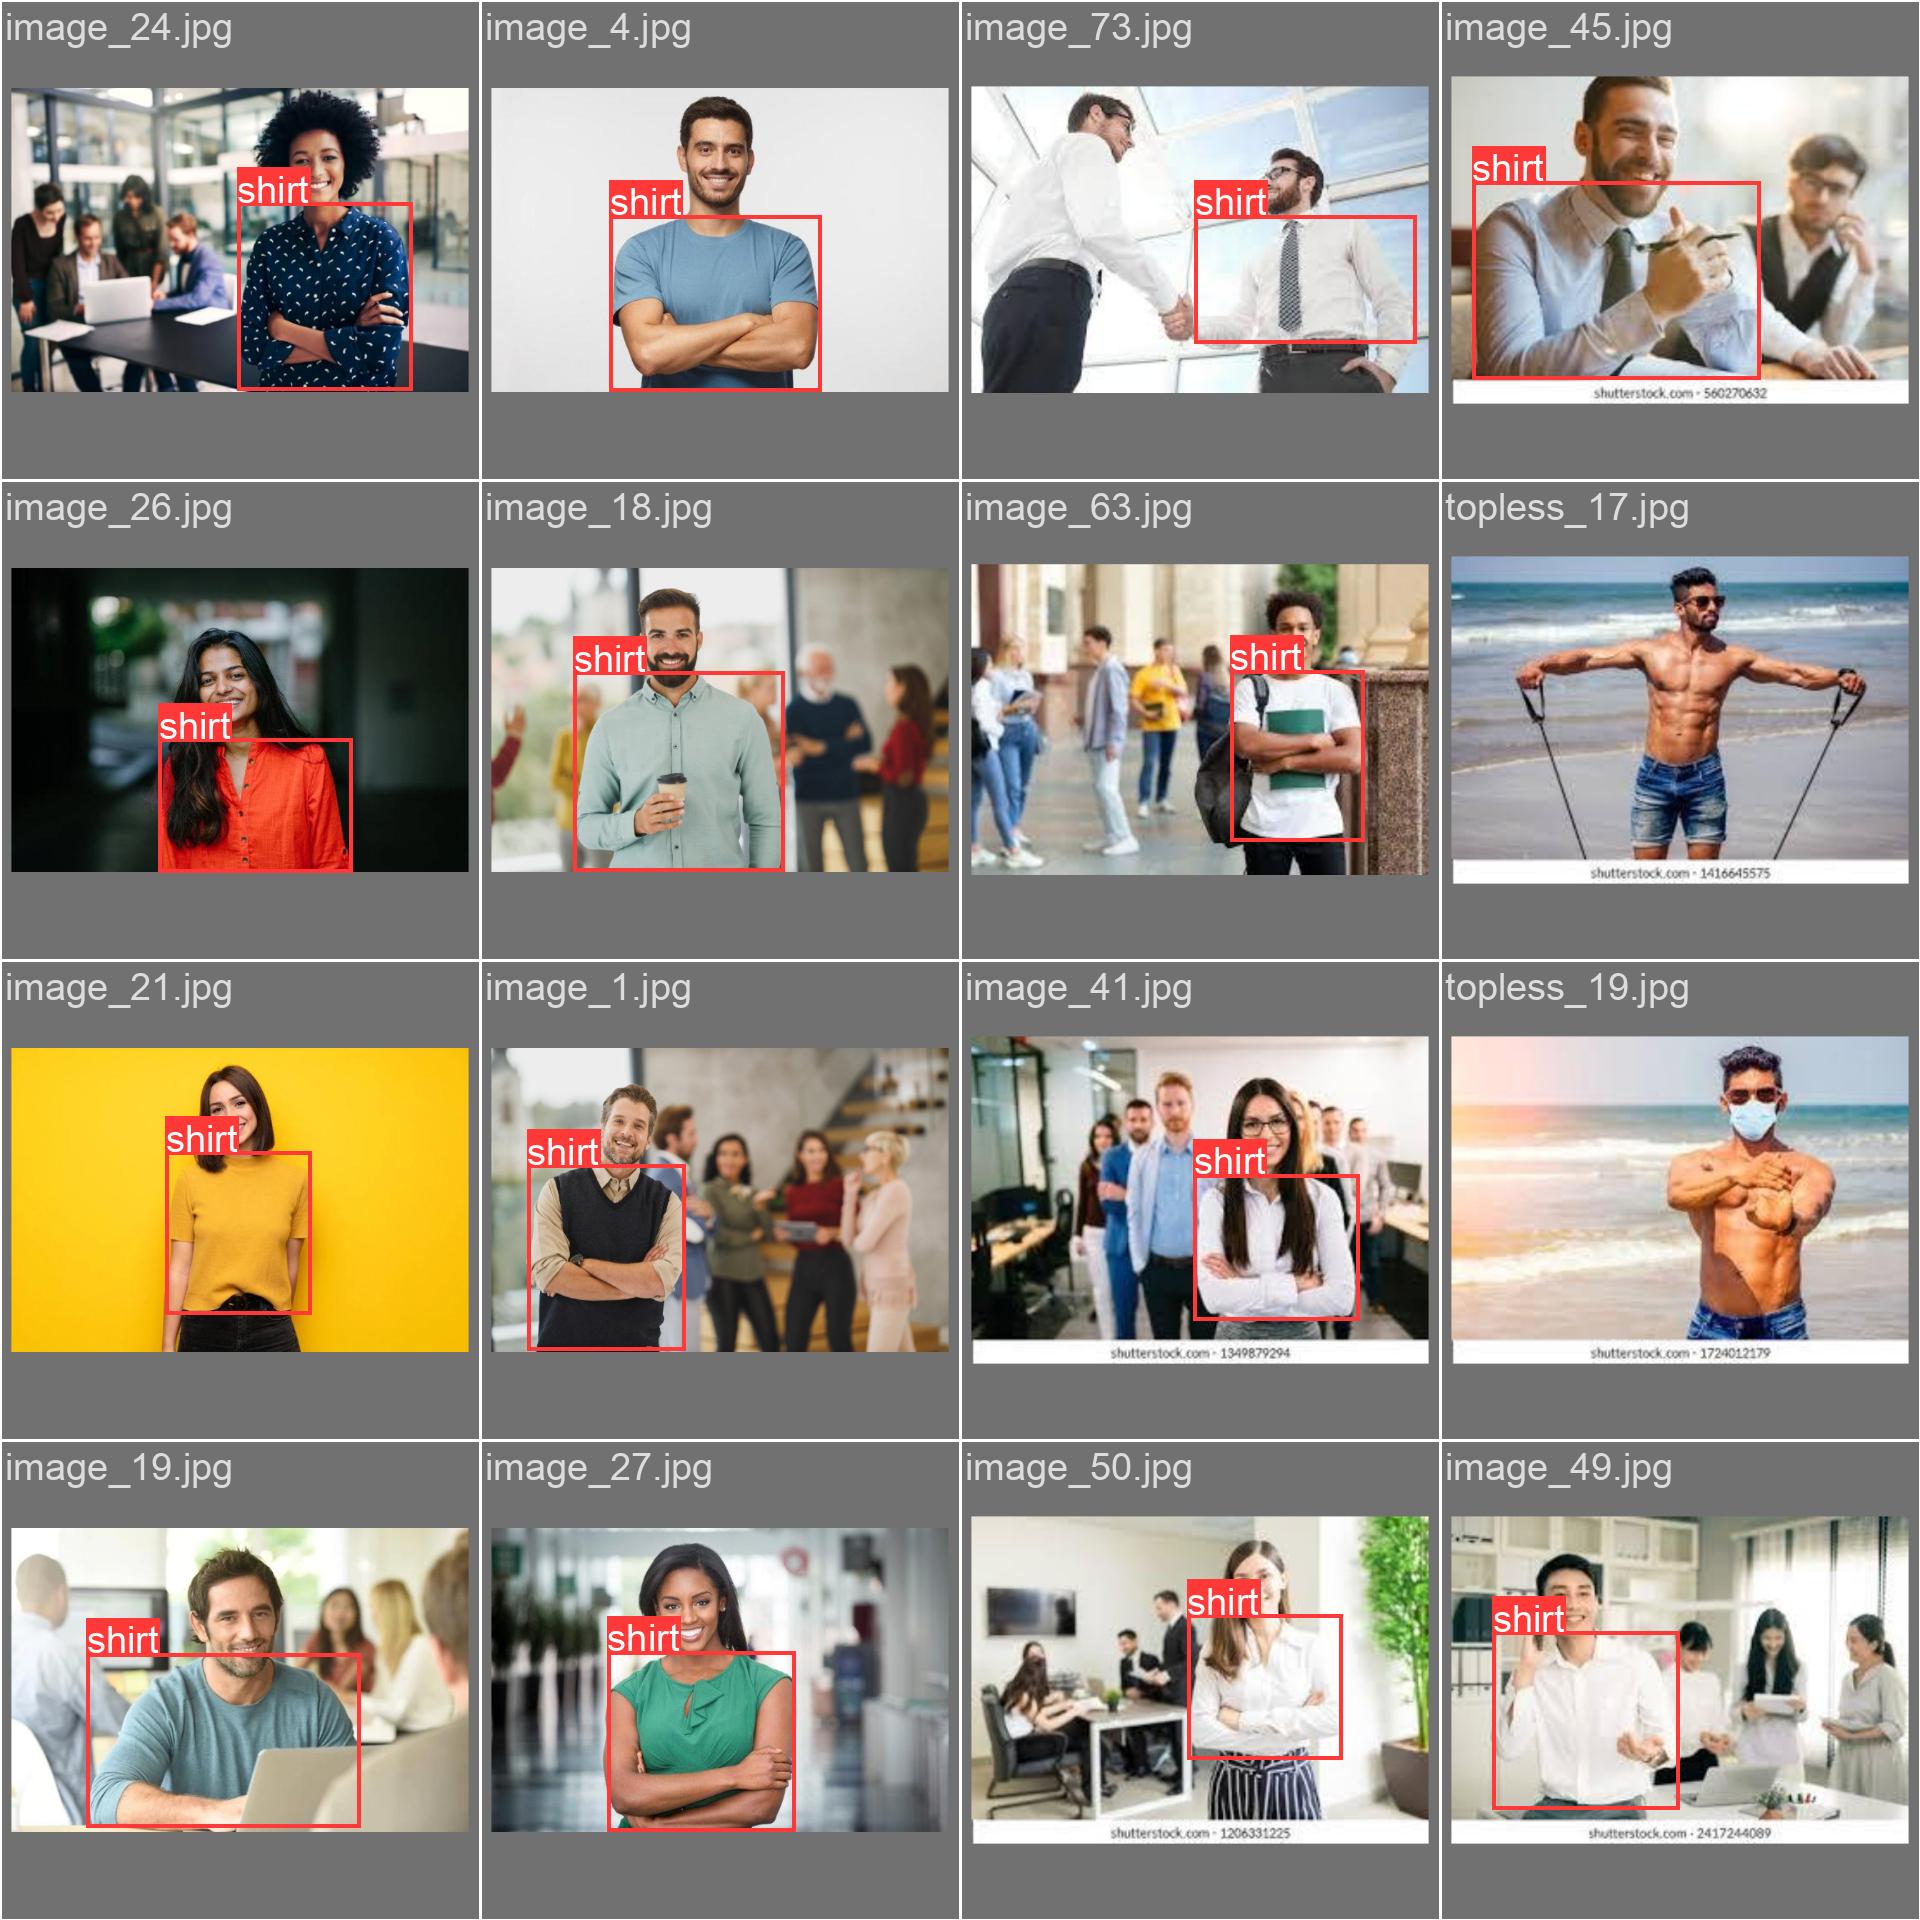 image_24.jpg
image_4.jpg
image_73.jpg
image_45.jpg
shirt
shirt
shirt
shirt
shutterstock.com · 560270632
image_26.jpg
image_18.jpg
image_63.jpg
topless_17.jpg
shirt
shirt
shirt
shutterstock.com · 1416645575
image_21.jpg
image_1.jpg
image_41.jpg
topless_19.jpg
shirt
shirt
shirt
shutterstock.com · 1349879294
shutterstock.com · 1724012179
image_19.jpg
image_27.jpg
image_50.jpg
image_49.jpg
shirt
shirt
shirt
shirt
shutterstock.com · 1206331225
shutterstock.com · 2417244089